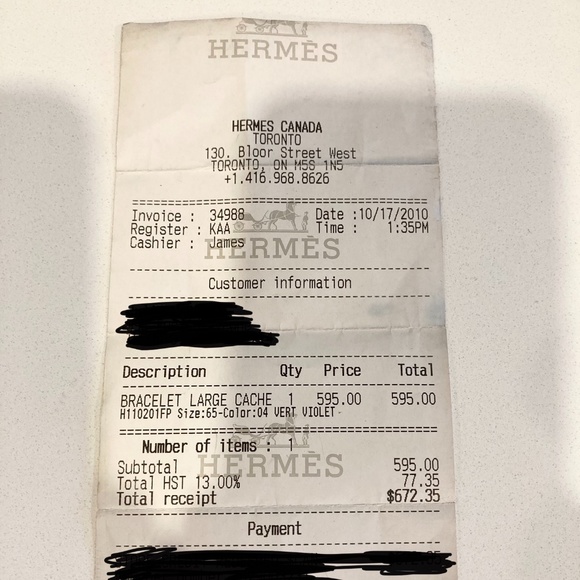 HERMÈS
HERMES CANADA
TORONTO
130. Bloor Street West
TORONTO, ON M5S 1N5
+1.416.968.8626
Invoice : 34988 Date :10/17/2010
Register : KAA Time : 1:35PM
Cashier : James
HERMÈS
Customer information
Description Qty Price Total
BRACELET LARGE CACHE 1 595.00 595.00
H110201FP Size:65-Color:04 VERT VIOLET -
Number of items : 1
HERMÈS
Subtotal 595.00
Total HST 13.00% 77.35
Total receipt $672.35
Payment